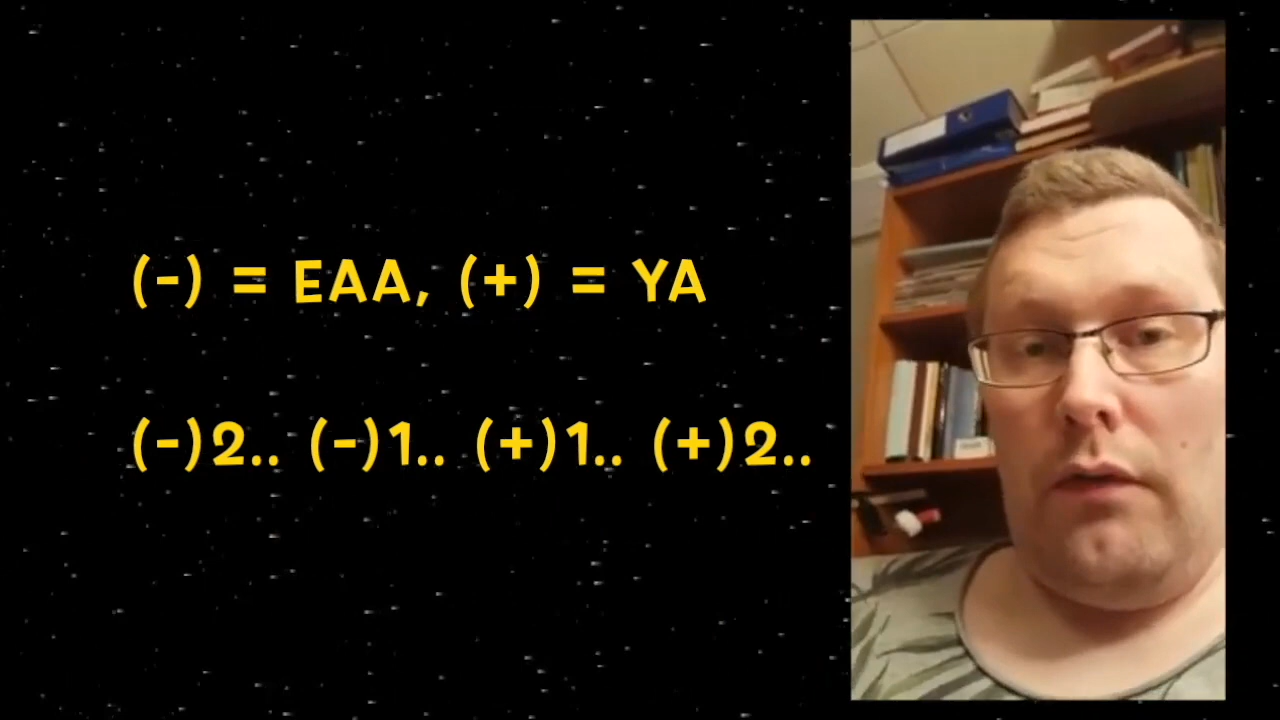 (-) = EAA, (+) = YA
(-)2.. (-)1.. (+)1.. (+)2..